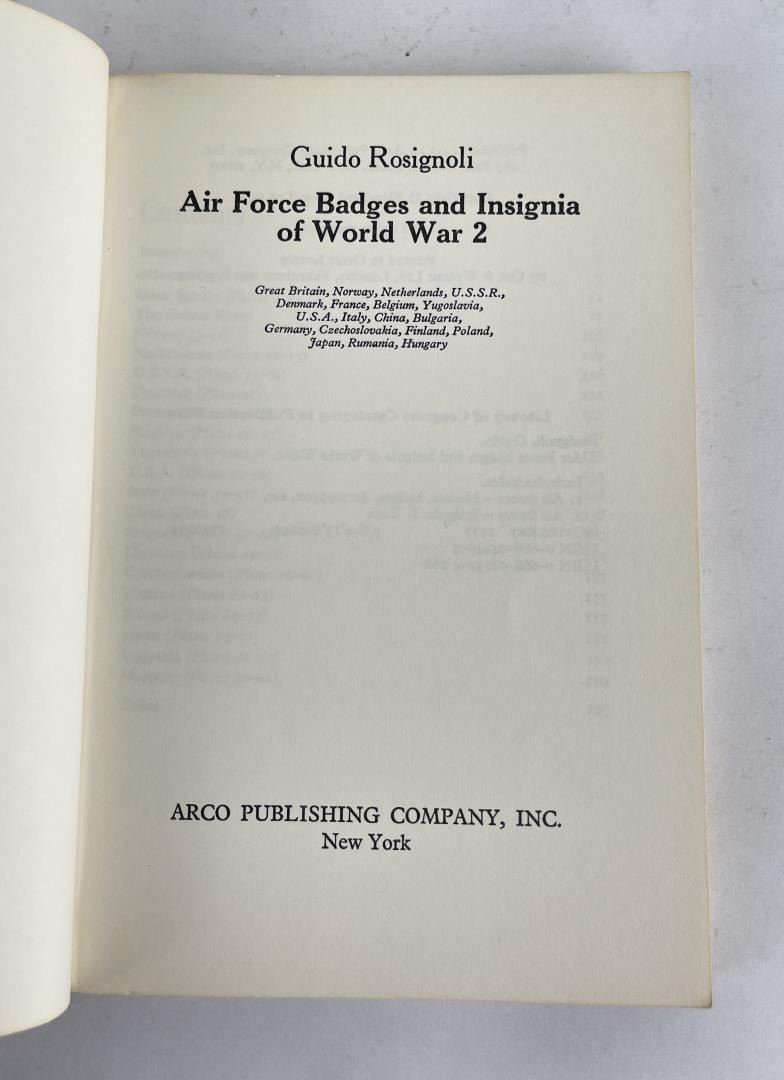 Guido Rosignoli
Air Force Badges and Insignia
of World War 2
Great Britain, Norway, Netherlands, U.S.S.R.,
Denmark, France, Belgium, Yugoslavia,
U.S.A., Italy, China, Bulgaria,
Germany, Czechoslovakia, Finland, Poland,
Japan, Rumania, Hungary
ARCO PUBLISHING COMPANY, INC.
New York